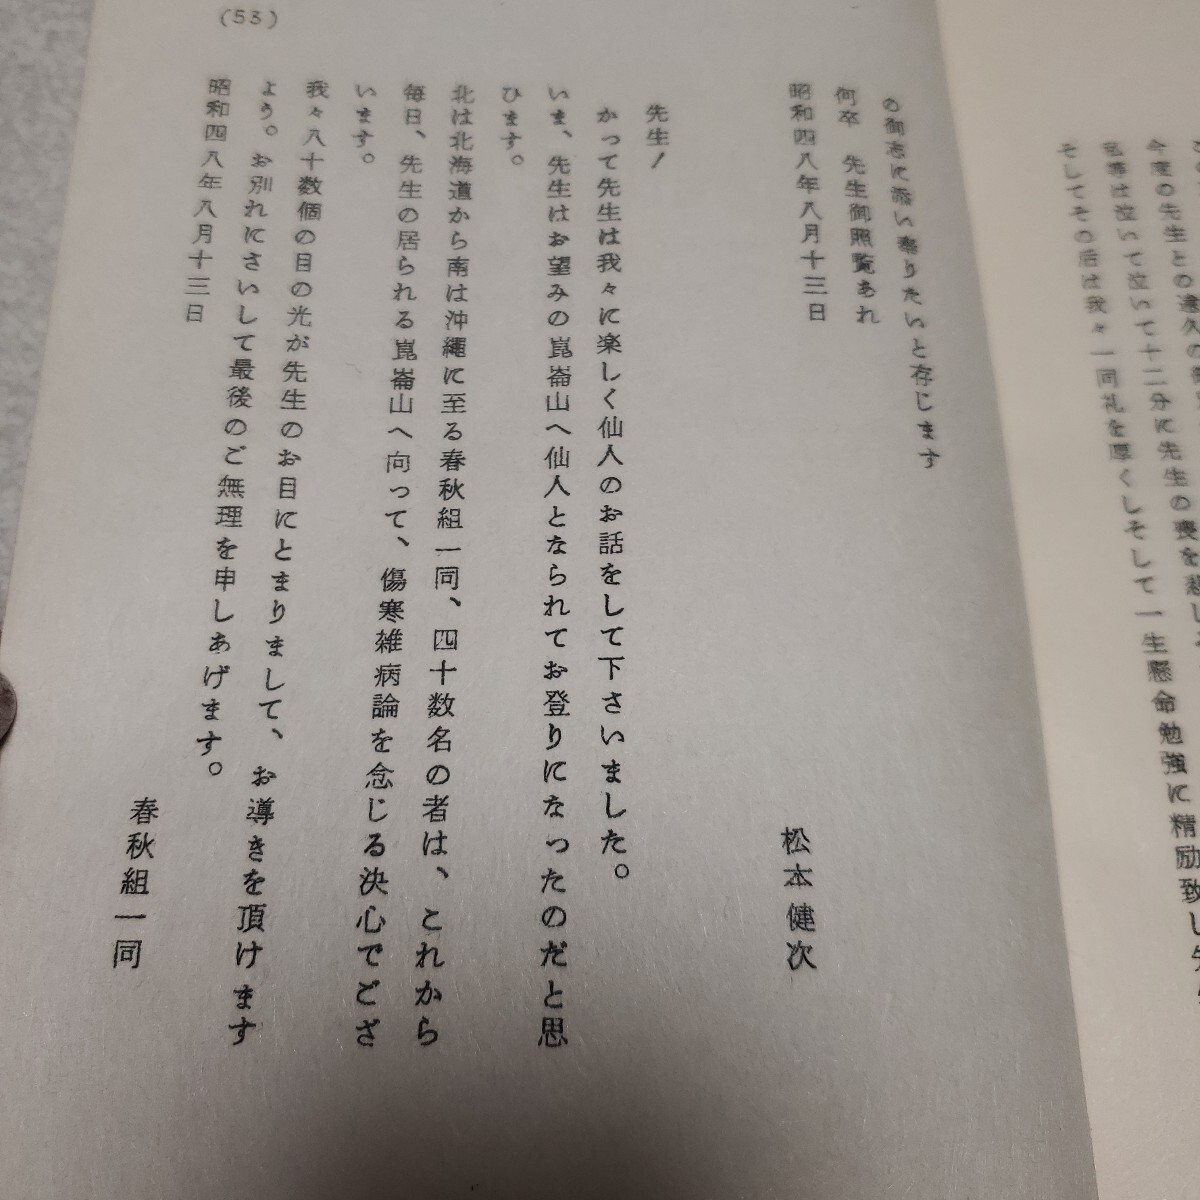 今度の先生との
私等は泣いて泣いて十二分に先生の喪を
そしてその后は我々一同礼を厚くしそして一生懸命勉強に精励致し
(53)
の御志に添い奉りたいと存じます
何卒　先生御照覧あれ
昭和四八年八月十三日
松本健次
先生！
かって先生は我々に楽しく仙人のお話をして下さいました。
いま、先生はお望みの崑崙山へ仙人となられてお登りになったのだと思
ひます。
北は北海道から南は沖繩に至る春秋組一同、四十数名の者は、これから
毎日、先生の居られる崑崙山へ向って、傷寒雑病論を念じる決心でござ
います。
我々八十数個の目の光が先生のお目にとまりまして、お導きを頂けます
よう。お別れにさいして最後のご無理を申しあげます。
昭和四八年八月十三日
春秋組一同